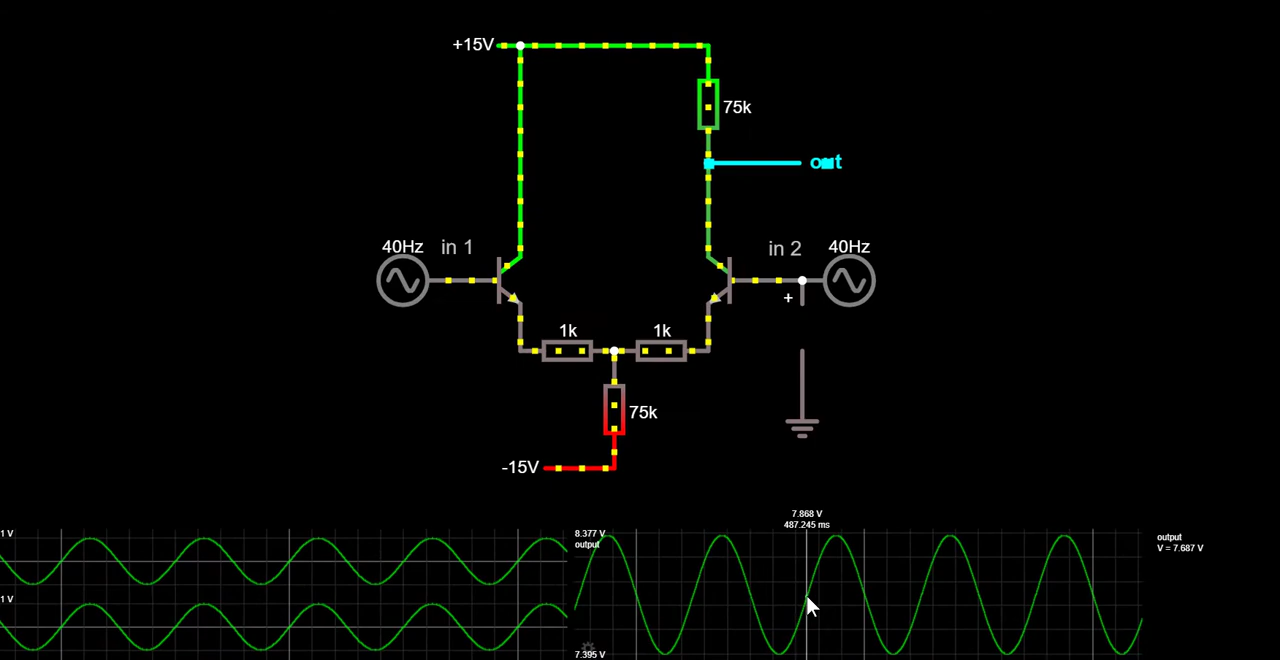 +15V
75k
out
40Hz
in 1
in 2
40Hz
+
1k
1k
75k
-15V
7.868 V
487.245 ms
1 V
8.377 V
output
output
V = 7.687 V
1 V
7.395 V